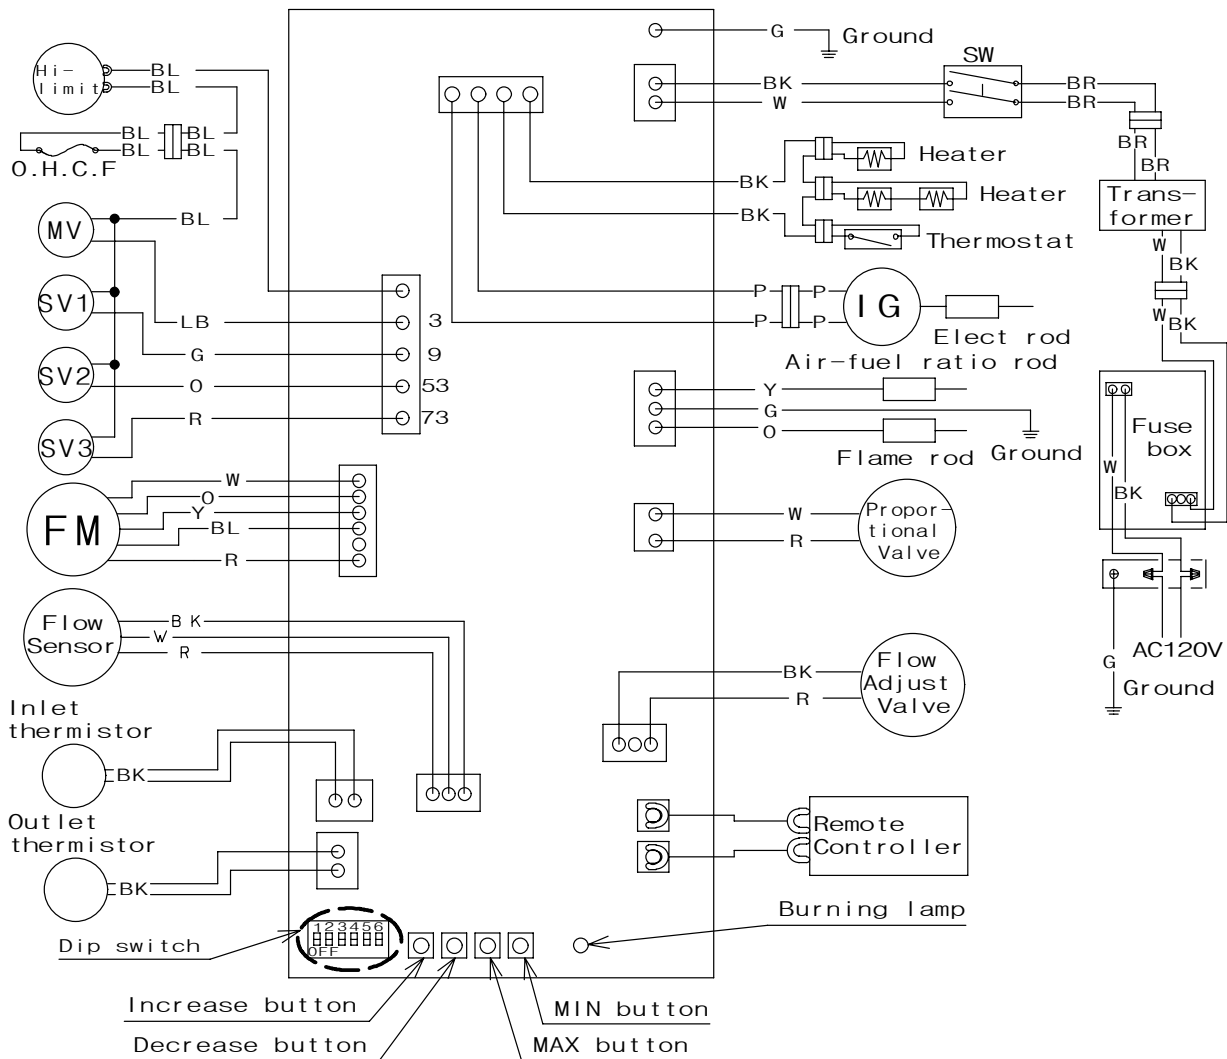 G
Ground
SW
BK
BR
W
BR
Hi-
limit
BL
BL
BL
BL
BL
BL
O.H.C.F
BR
BR
Heater
BK
Heater
BK
Thermostat
Trans-
former
W
BK
MV
BL
SV1
LB
3
G
9
SV2
O
53
R
73
SV3
P
P
IG
P
P
Elect rod
W
BK
Air-fuel ratio rod
Y
G
O
Ground
Flame rod
Fuse
box
W
BK
FM
W
O
Y
BL
R
W
Propor-
tional
Valve
R
Flow
Sensor
BK
W
R
AC120V
G
Ground
BK
Flow
Adjust
Valve
R
Inlet
thermistor
BK
Outlet
thermistor
BK
Remote
Controller
Burning lamp
123456
OFF
Dip switch
Increase button
MIN button
Decrease button
MAX button